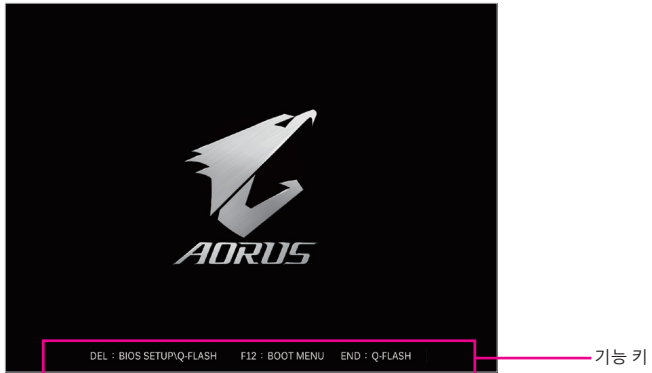 AORUS
DEL : BIOS SETUP\Q-FLASH F12 : BOOT MENU END : Q-FLASH
기능 키